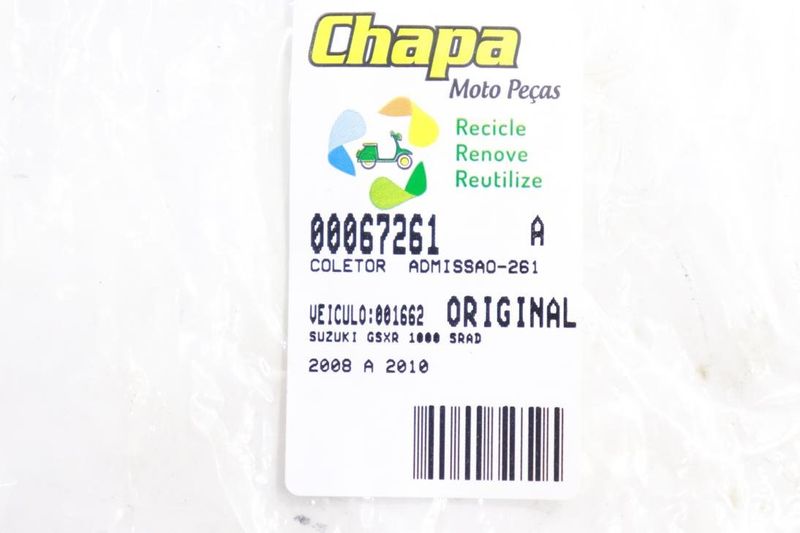 Chapa
Moto Peças
Recicle
Renove
Reutilize
00067261 A
COLETOR ADMISSAO-261
VEICULO:001662 ORIGINAL
SUZUKI GSXR 1000 SRAD
2008 A 2010